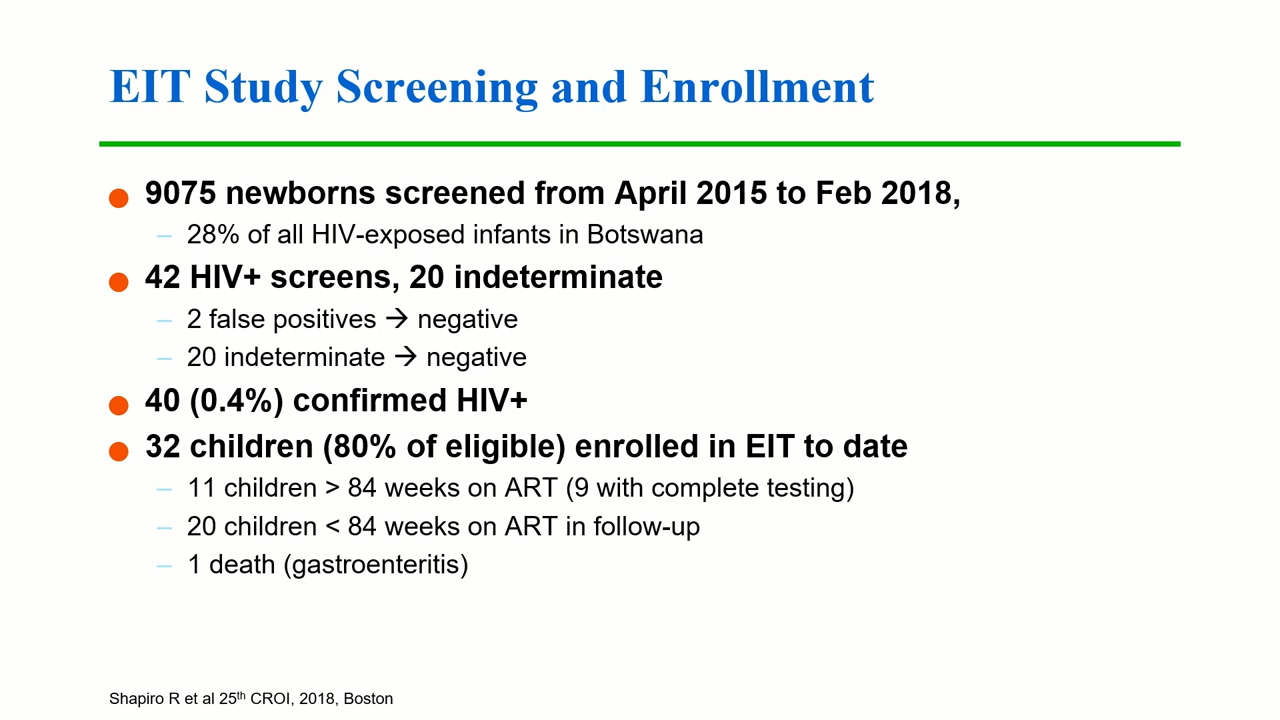 EIT Study Screening and Enrollment
● 9075 newborns screened from April 2015 to Feb 2018,
– 28% of all HIV-exposed infants in Botswana
● 42 HIV+ screens, 20 indeterminate
– 2 false positives → negative
– 20 indeterminate → negative
● 40 (0.4%) confirmed HIV+
● 32 children (80% of eligible) enrolled in EIT to date
– 11 children > 84 weeks on ART (9 with complete testing)
– 20 children < 84 weeks on ART in follow-up
– 1 death (gastroenteritis)
Shapiro R et al 25th CROI, 2018, Boston